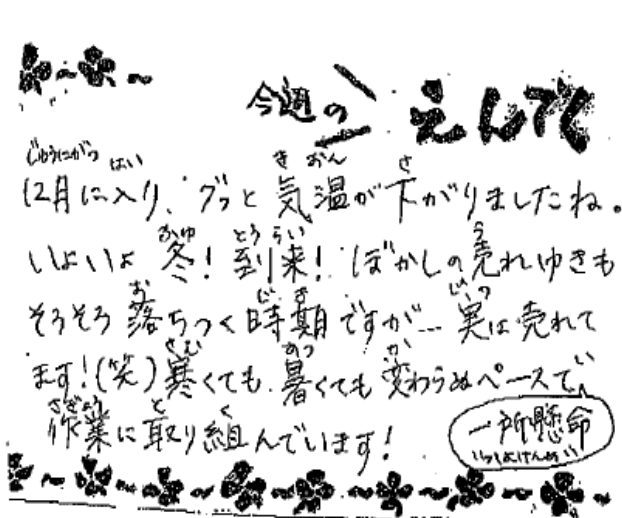 今週の えんでく
12月に入り、グっと気温が下がりましたね。
いよいよ冬!到来!ぼかしの売れゆきも
そろそろ落ちつく時期ですが…実は売れて
ます!(笑)寒くても暑くても変わらぬペースで、
作業に取り組んでいます!
一所懸命